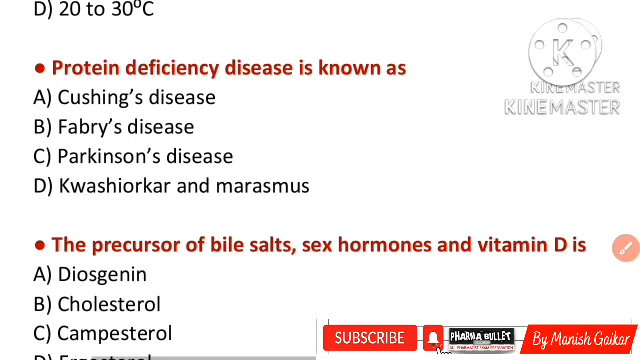 D) 20 to 30⁰C
● Protein deficiency disease is known as
A) Cushing’s disease
B) Fabry’s disease
C) Parkinson’s disease
D) Kwashiorkar and marasmus
● The precursor of bile salts, sex hormones and vitamin D is
A) Diosgenin
B) Cholesterol
C) Campesterol
D) Ergosterol
K
KINEMASTER
KINEMASTER
SUBSCRIBE
PHARMA BULLET
By Manish Gaikar